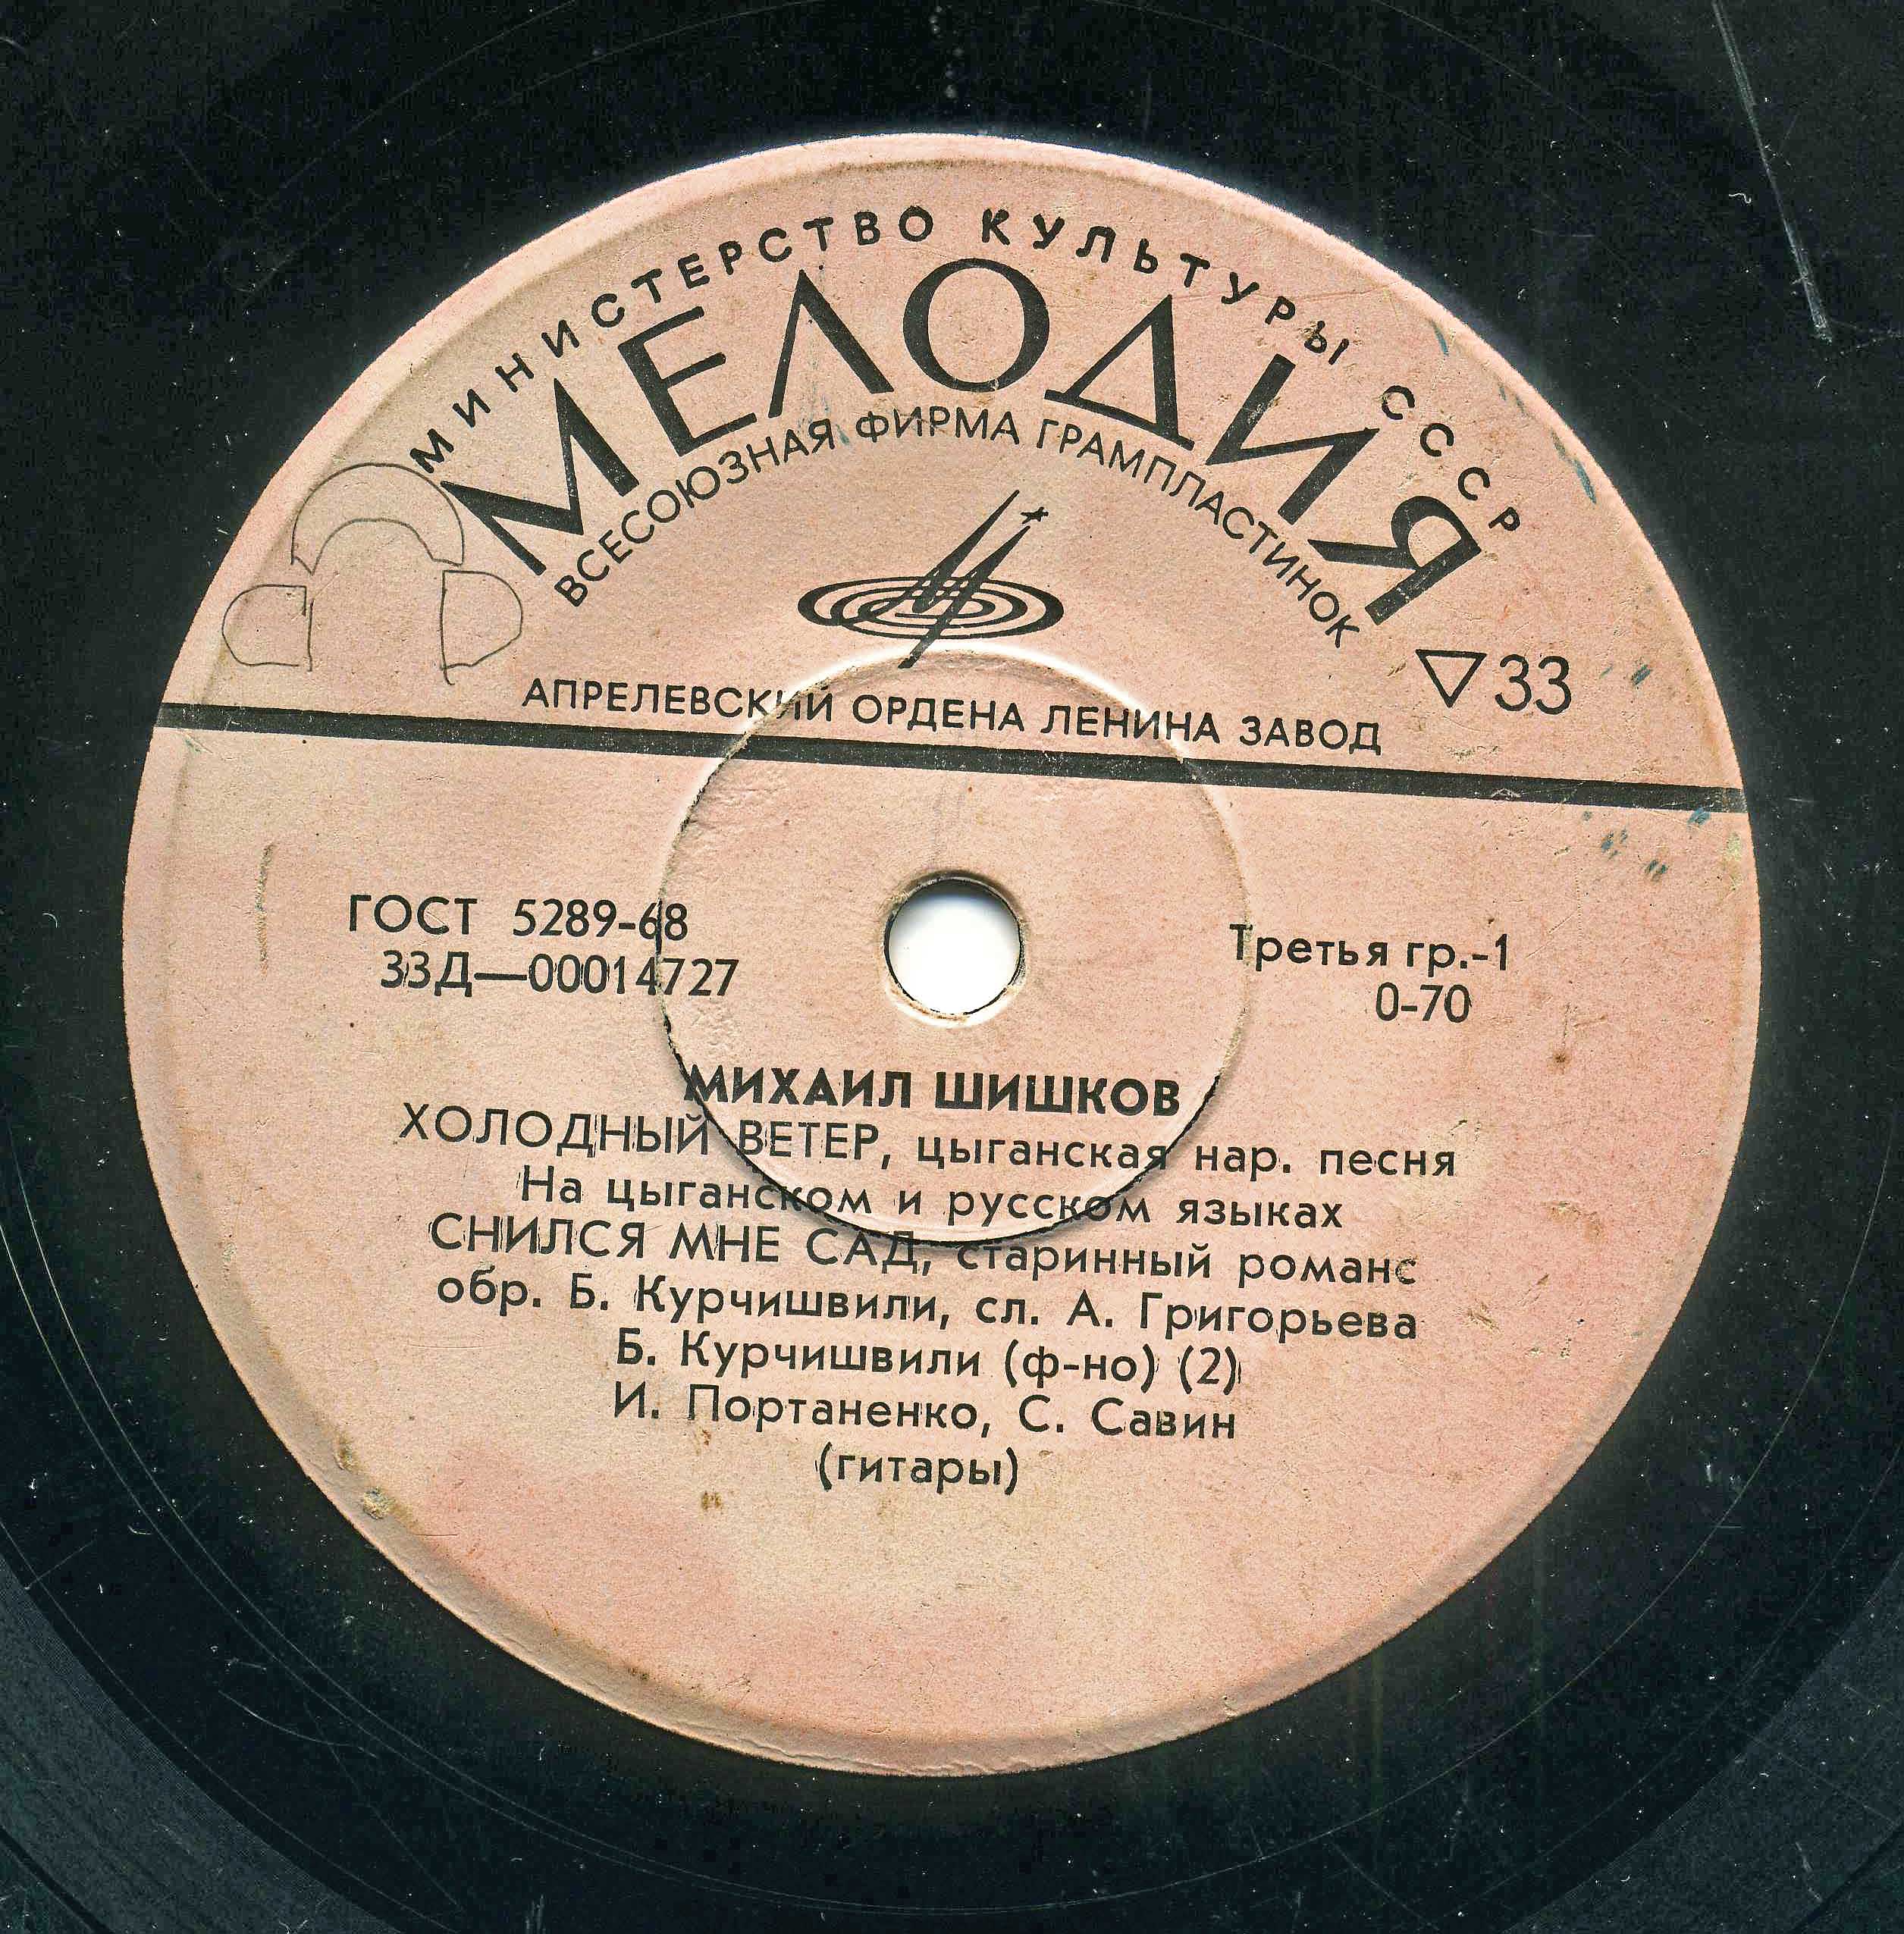 МИНИСТЕРСТВО КУЛЬТУРЫ СССР
МЕЛОДИЯ
ВСЕСОЮЗНАЯ ФИРМА ГРАМПЛАСТИНОК
▽33
АПРЕЛЕВСКИЙ ОРДЕНА ЛЕНИНА ЗАВОД
ГОСТ 5289-68
33Д—00014727
Третья гр.-1
0-70
МИХАИЛ ШИШКОВ
ХОЛОДНЫЙ ВЕТЕР, цыганская нар. песня
На цыганском и русском языках
СНИЛСЯ МНЕ САД, старинный романс
обр. Б. Курчишвили, сл. А. Григорьева
Б. Курчишвили (ф-но) (2)
И. Портаненко, С. Савин
(гитары)